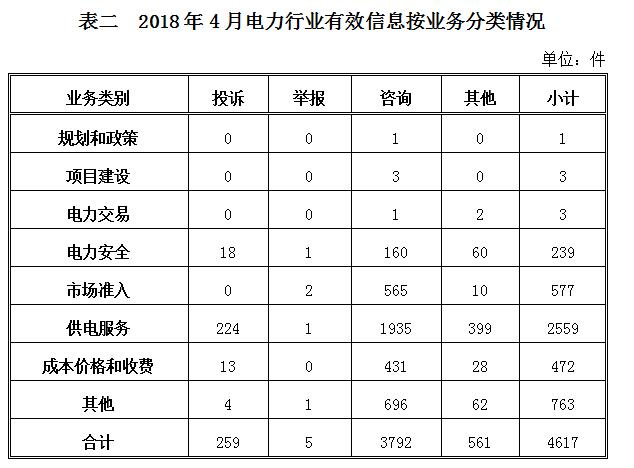 表二 2018年4月电力行业有效信息按业务分类情况
单位：件
业务类别 投诉 举报 咨询 其他 小计
规划和政策 0 0 1 0 1
项目建设 0 0 3 0 3
电力交易 0 0 1 2 3
电力安全 18 1 160 60 239
市场准入 0 2 565 10 577
供电服务 224 1 1935 399 2559
成本价格和收费 13 0 431 28 472
其他 4 1 696 62 763
合计 259 5 3792 561 4617